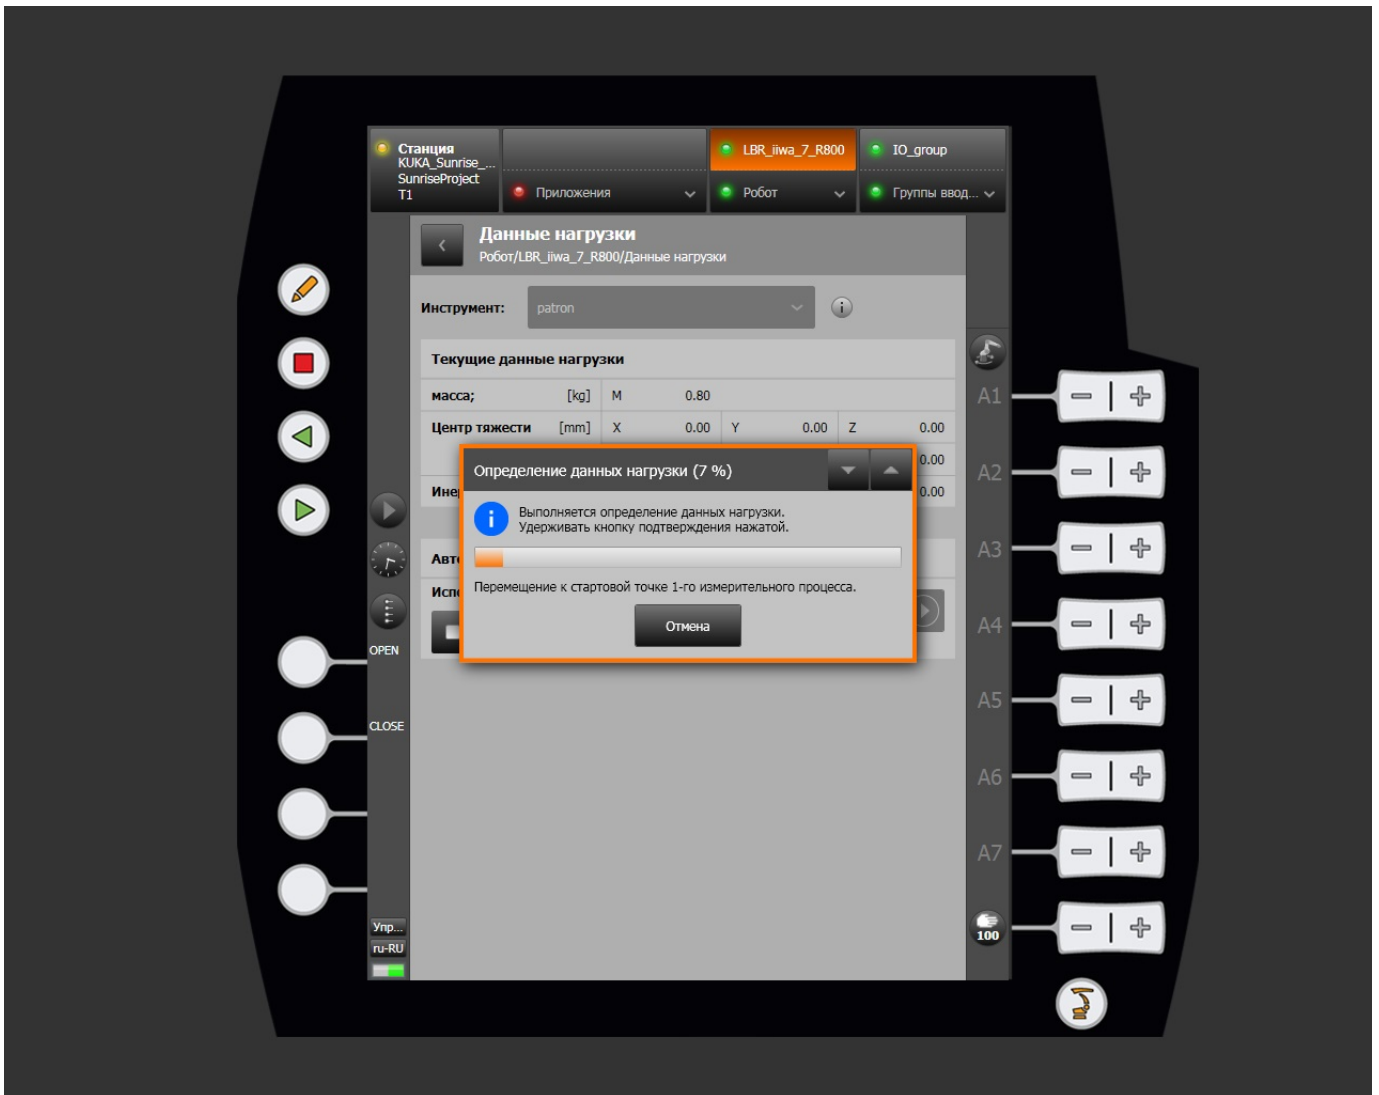 Станция
KUKA_Sunrise_...
SunriseProject
T1
Приложения
LBR_iiwa_7_R800
Робот
IO_group
Группы ввод...
Данные нагрузки
Робот/LBR_iiwa_7_R800/Данные нагрузки
Инструмент: patron
Текущие данные нагрузки
масса; [kg] M 0.80
Центр тяжести [mm] X 0.00 Y 0.00 Z 0.00
0.00
0.00
Определение данных нагрузки (7 %)
Выполняется определение данных нагрузки.
Удерживать кнопку подтверждения нажатой.
Перемещение к стартовой точке 1-го измерительного процесса.
Отмена
OPEN
CLOSE
Упр...
ru-RU
A1
A2
A3
A4
A5
A6
A7
100